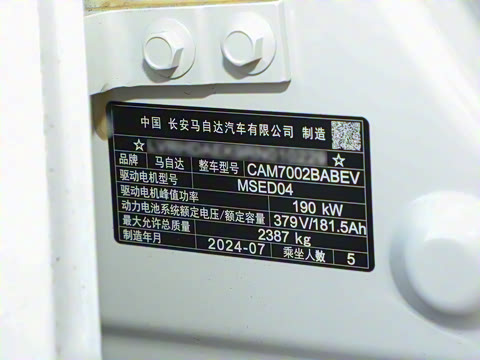 中国 长安马自达汽车有限公司 制造
品牌 马自达 整车型号 CAM7002BABEV
驱动电机型号 MSED04
驱动电机峰值功率 190 kW
动力电池系统额定电压/额定容量 379V/181.5Ah
最大允许总质量 2387 kg
制造年月 2024-07 乘坐人数 5